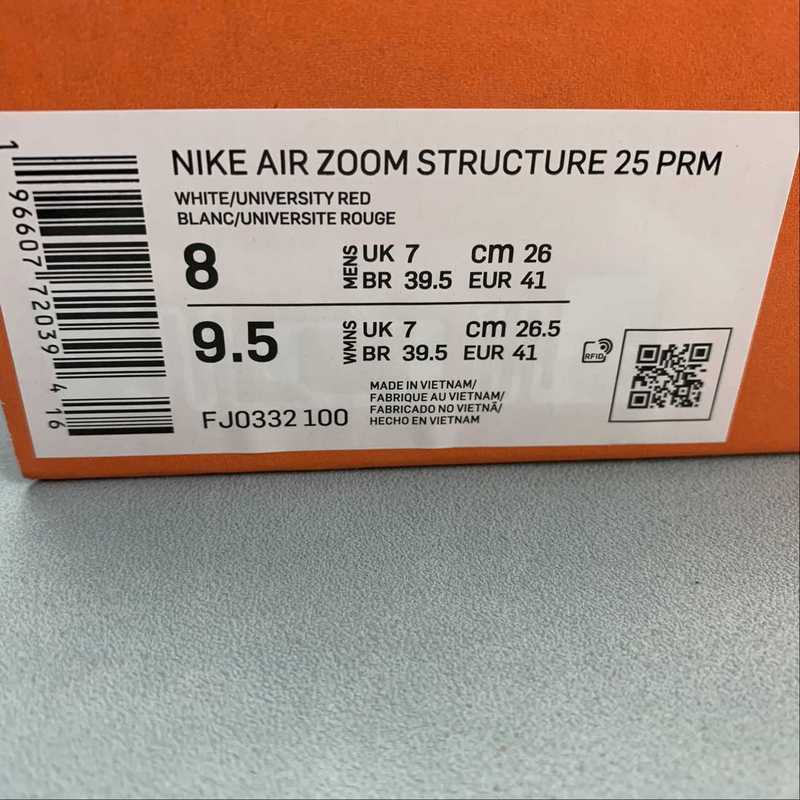 NIKE AIR ZOOM STRUCTURE 25 PRM
WHITE/UNIVERSITY RED
BLANC/UNIVERSITE ROUGE
8 MENS UK 7 cm 26
BR 39.5 EUR 41
9.5 WMNS UK 7 cm 26.5
BR 39.5 EUR 41
RFID
FJ0332 100
MADE IN VIETNAM/
FABRIQUE AU VIETNAM/
FABRICADO NO VIETNÃ/
HECHO EN VIETNAM
1 96607 72039 4 16